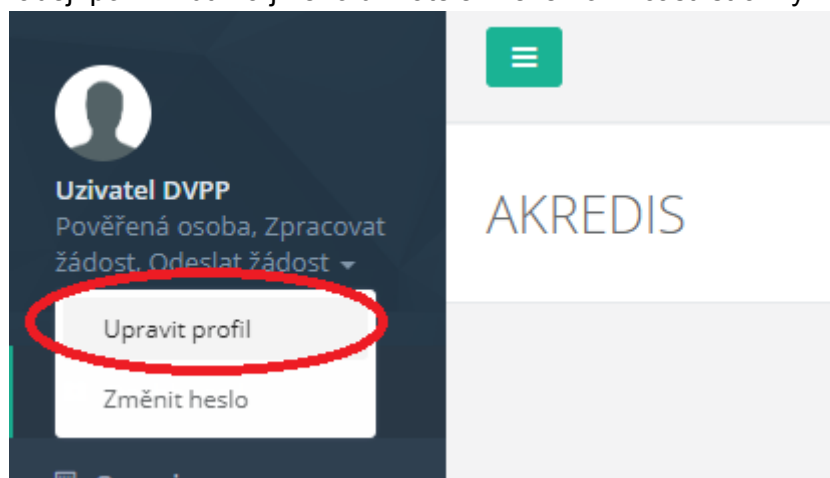 Uzivatel DVPP
Pověřená osoba, Zpracovat
žádost, Odeslat žádost
AKREDIS
Upravit profil
Změnit heslo